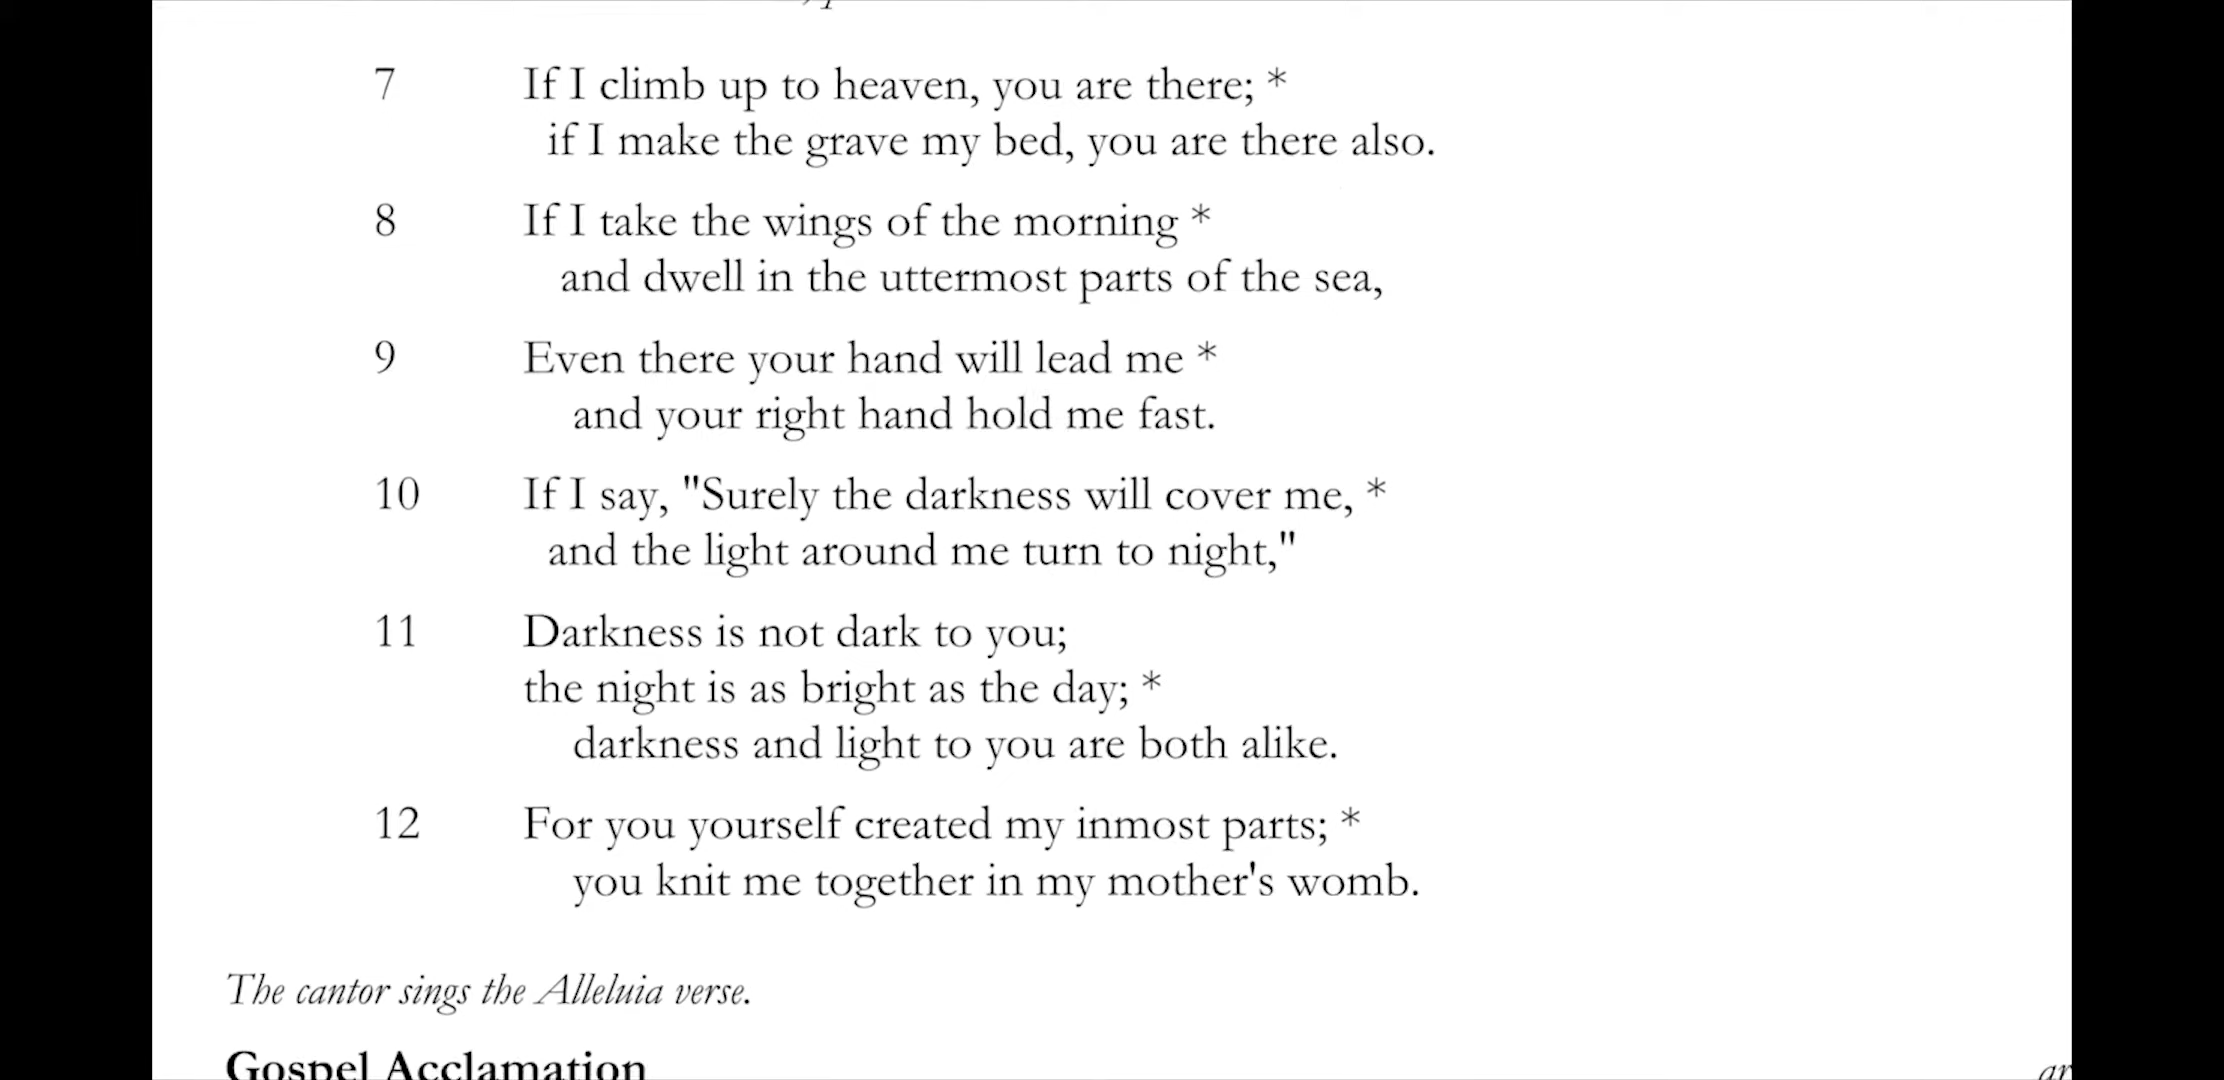 7 If I climb up to heaven, you are there; *
if I make the grave my bed, you are there also.
8 If I take the wings of the morning *
and dwell in the uttermost parts of the sea,
9 Even there your hand will lead me *
and your right hand hold me fast.
10 If I say, "Surely the darkness will cover me, *
and the light around me turn to night,"
11 Darkness is not dark to you;
the night is as bright as the day; *
darkness and light to you are both alike.
12 For you yourself created my inmost parts; *
you knit me together in my mother's womb.
The cantor sings the Alleluia verse.
Gospel Acclamation